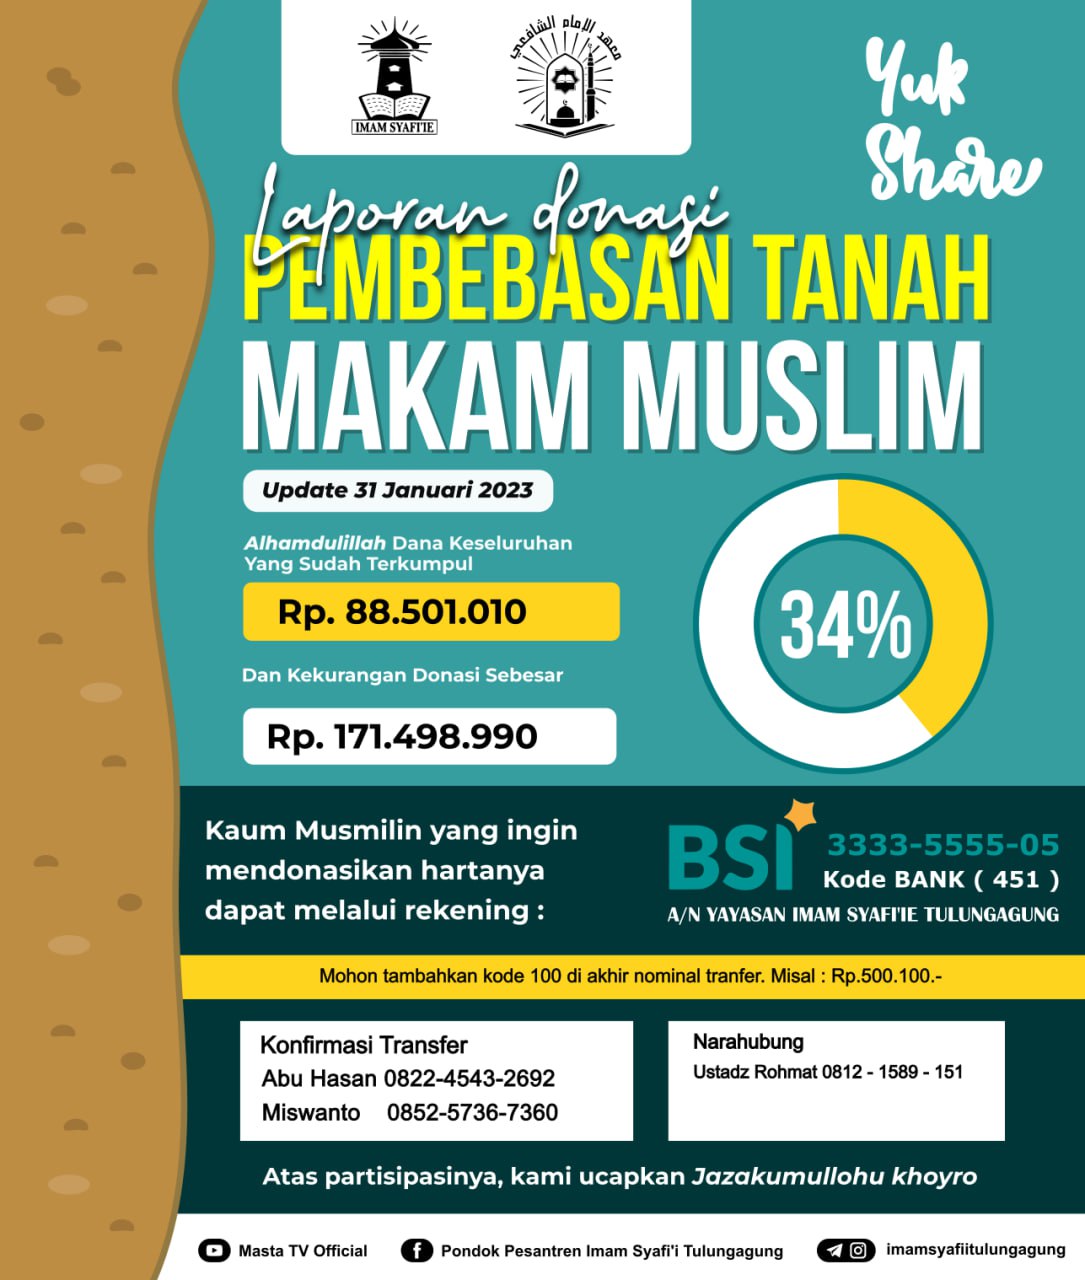 IMAM SYAFI'IE
معهد الإمام الشافعي
Yuk
Share
Laporan donasi
PEMBEBASAN TANAH
MAKAM MUSLIM
Update 31 Januari 2023
Alhamdulillah Dana Keseluruhan
Yang Sudah Terkumpul
Rp. 88.501.010
Dan Kekurangan Donasi Sebesar
Rp. 171.498.990
34%
Kaum Musmilin yang ingin
mendonasikan hartanya
dapat melalui rekening :
BSI
3333-5555-05
Kode BANK ( 451 )
A/N YAYASAN IMAM SYAFI'IE TULUNGAGUNG
Mohon tambahkan kode 100 di akhir nominal tranfer. Misal : Rp.500.100.-
Konfirmasi Transfer
Abu Hasan 0822-4543-2692
Miswanto 0852-5736-7360
Narahubung
Ustadz Rohmat 0812 - 1589 - 151
Atas partisipasinya, kami ucapkan Jazakumullohu khoyro
Masta TV Official
Pondok Pesantren Imam Syafi'i Tulungagung
imamsyafiitulungagung